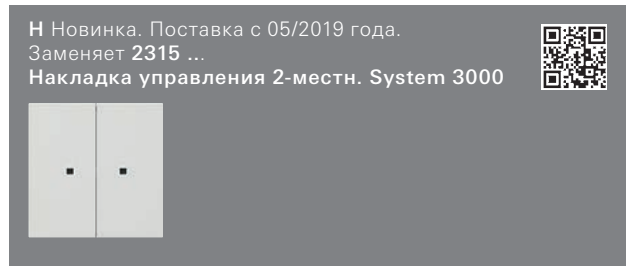 Н Новинка. Поставка с 05/2019 года.
Заменяет 2315 ...
Накладка управления 2-местн. System 3000